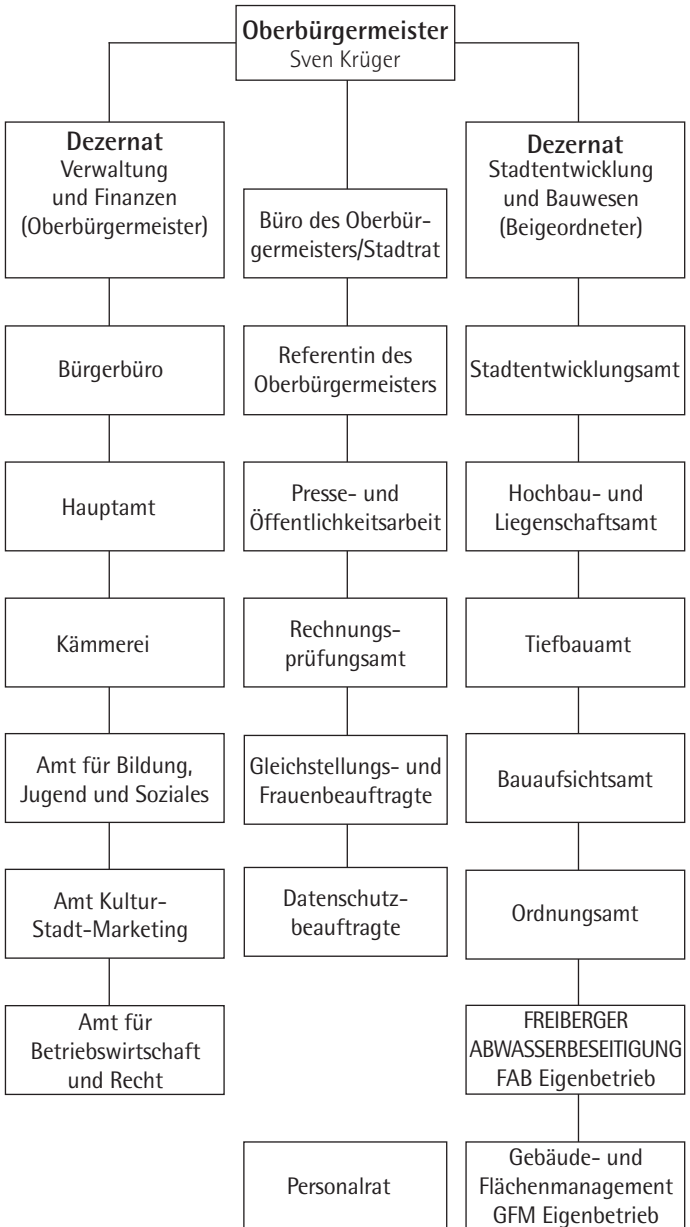 Oberbürgermeister
Sven Krüger
Dezernat
Verwaltung
und Finanzen
(Oberbürgermeister)
Bürgerbüro
Hauptamt
Kämmerei
Amt für Bildung,
Jugend und Soziales
Amt Kultur-
Stadt-Marketing
Amt für
Betriebswirtschaft
und Recht
Büro des Oberbür-
germeisters/Stadtrat
Referentin des
Oberbürgermeisters
Presse- und
Öffentlichkeitsarbeit
Rechnungs-
prüfungsamt
Gleichstellungs- und
Frauenbeauftragte
Datenschutz-
beauftragte
Personalrat
Dezernat
Stadtentwicklung
und Bauwesen
(Beigeordneter)
Stadtentwicklungsamt
Hochbau- und
Liegenschaftsamt
Tiefbauamt
Bauaufsichtsamt
Ordnungsamt
FREIBERGER
ABWASSERBESEITIGUNG
FAB Eigenbetrieb
Gebäude- und
Flächenmanagement
GFM Eigenbetrieb